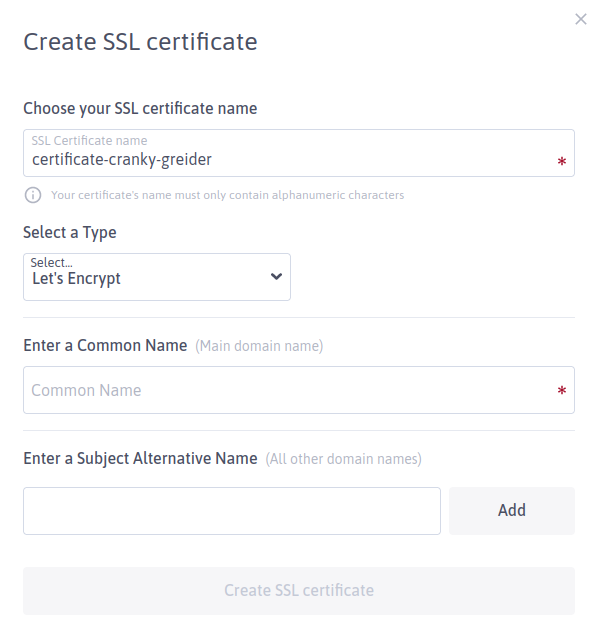 Create SSL certificate
Choose your SSL certificate name
SSL Certificate name
certificate-cranky-greider *
Your certificate's name must only contain alphanumeric characters
Select a Type
Select...
Let's Encrypt
Enter a Common Name (Main domain name)
Common Name *
Enter a Subject Alternative Name (All other domain names)
Add
Create SSL certificate